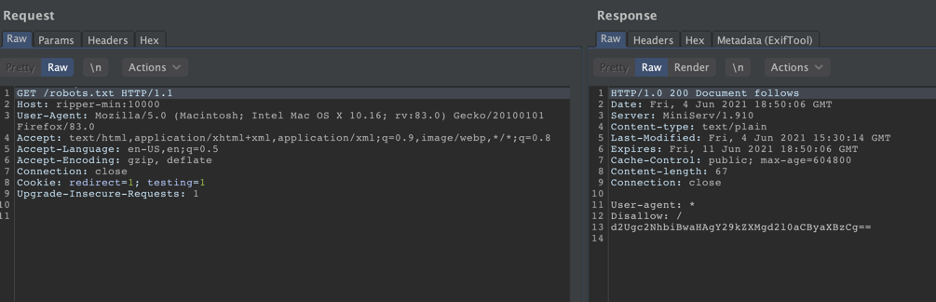 Request
Raw Params Headers Hex
Pretty Raw \n Actions
1 GET /robots.txt HTTP/1.1
2 Host: ripper-min:10000
3 User-Agent: Mozilla/5.0 (Macintosh; Intel Mac OS X 10.16; rv:83.0) Gecko/20100101
Firefox/83.0
4 Accept: text/html,application/xhtml+xml,application/xml;q=0.9,image/webp,*/*;q=0.8
5 Accept-Language: en-US,en;q=0.5
6 Accept-Encoding: gzip, deflate
7 Connection: close
8 Cookie: redirect=1; testing=1
9 Upgrade-Insecure-Requests: 1
10
11
Response
Raw Headers Hex Metadata (ExifTool)
Pretty Raw Render \n Actions
1 HTTP/1.0 200 Document follows
2 Date: Fri, 4 Jun 2021 18:50:06 GMT
3 Server: MiniServ/1.910
4 Content-type: text/plain
5 Last-Modified: Fri, 4 Jun 2021 15:30:14 GMT
6 Expires: Fri, 11 Jun 2021 18:50:06 GMT
7 Cache-Control: public; max-age=604800
8 Content-length: 67
9 Connection: close
10
11 User-agent: *
12 Disallow: /
13 d2Ugc2NhbiBwaHAgY29kZXMgd2l0aCByaXBzCg==
14